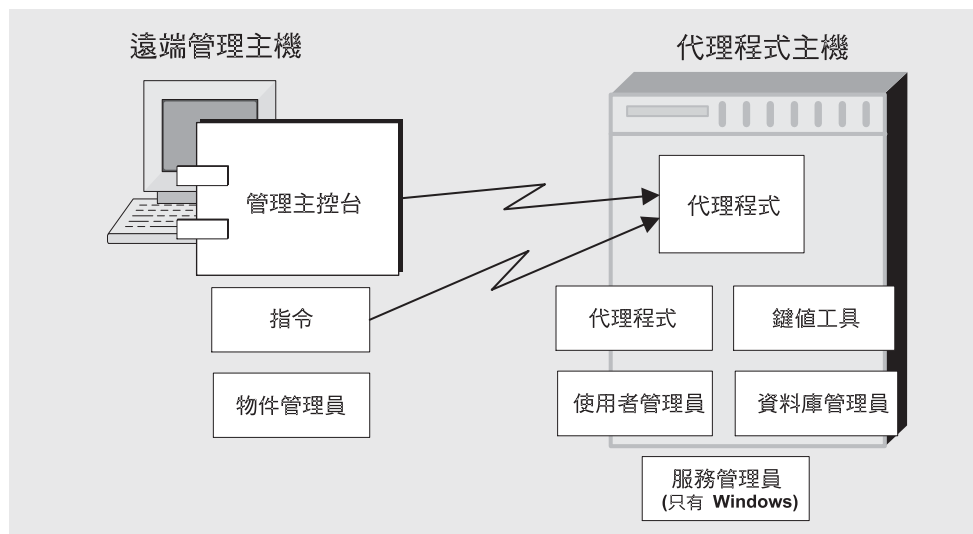 遠端管理主機
代理程式主機
管理主控台
代理程式
指令
代理程式
鍵值工具
物件管理員
使用者管理員
資料庫管理員
服務管理員
(只有 Windows)